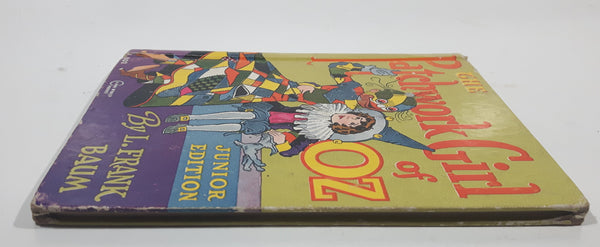 The
Patchwork Girl
of
OZ
JUNIOR
EDITION
By L. FRANK
BAUM